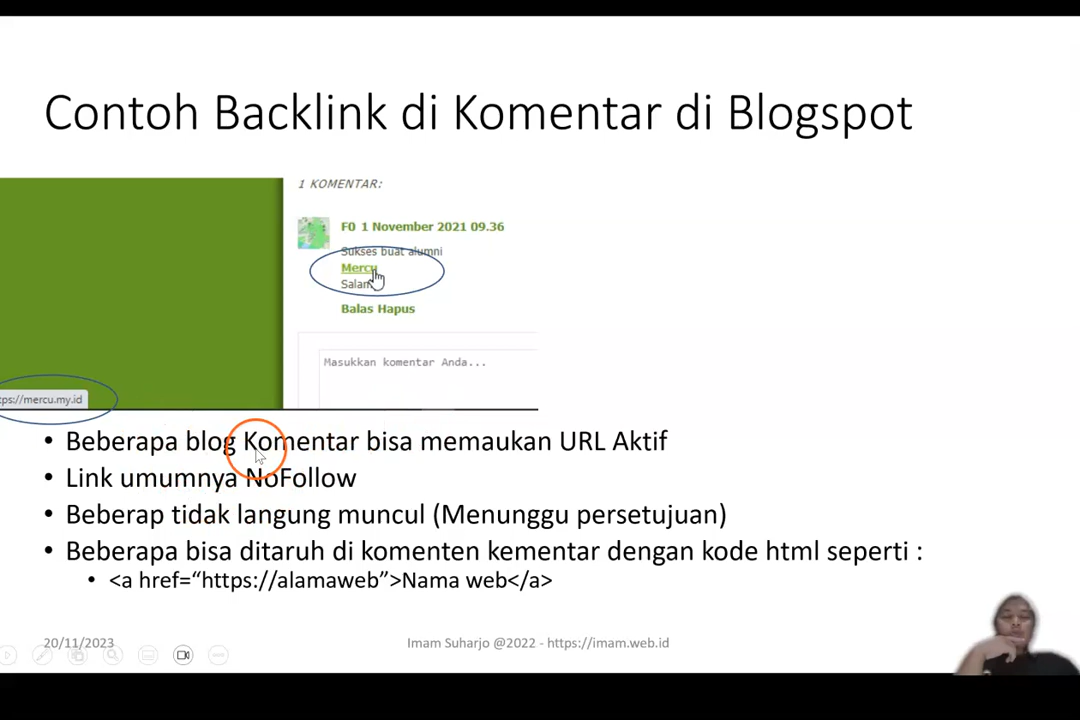 Contoh Backlink di Komentar di Blogspot
1 KOMENTAR:
F0 1 November 2021 09.36
Sukses buat alumni
Mercu
Salam
Balas Hapus
Masukkan komentar Anda...
tps://mercu.my.id
• Beberapa blog Komentar bisa memaukan URL Aktif
• Link umumnya NoFollow
• Beberap tidak langung muncul (Menunggu persetujuan)
• Beberapa bisa ditaruh di komenten kementar dengan kode html seperti :
• <a href=“https://alamaweb”>Nama web</a>
20/11/2023
Imam Suharjo @2022 - https://imam.web.id